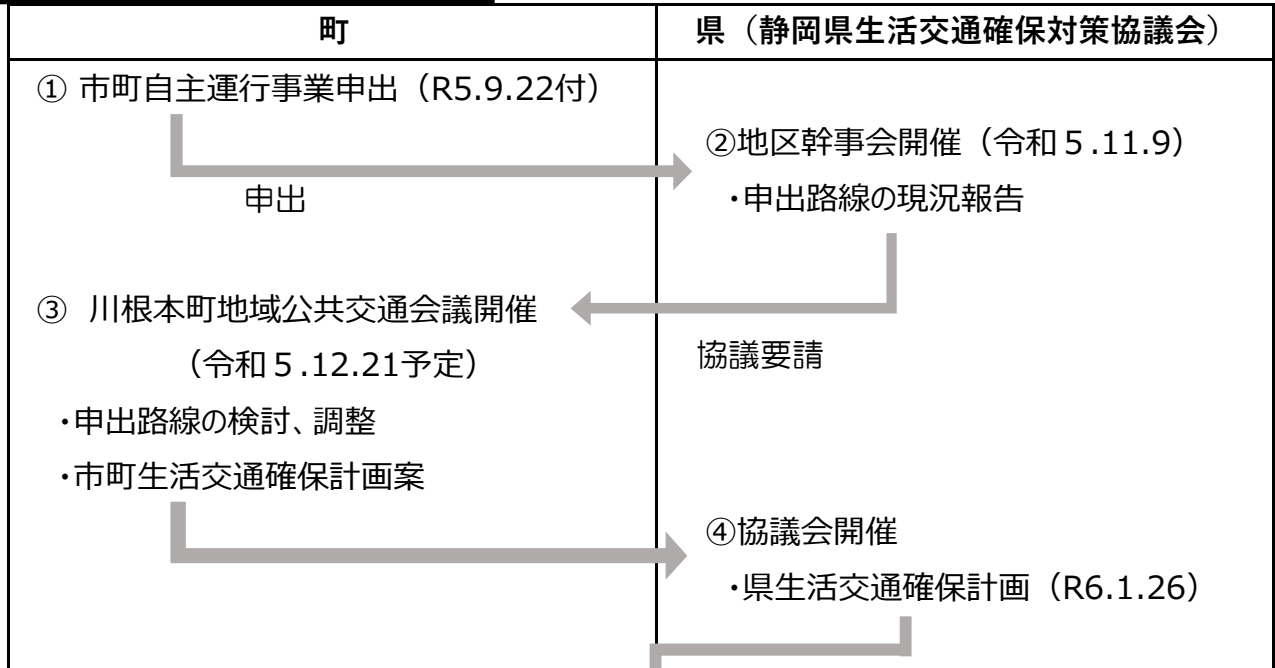 町
県（静岡県生活交通確保対策協議会）
① 市町自主運行事業申出（R5.9.22付）
申出
②地区幹事会開催（令和５.11.9）
・申出路線の現況報告
協議要請
③ 川根本町地域公共交通会議開催
（令和５.12.21予定）
・申出路線の検討、調整
・市町生活交通確保計画案
④協議会開催
・県生活交通確保計画（R6.1.26）